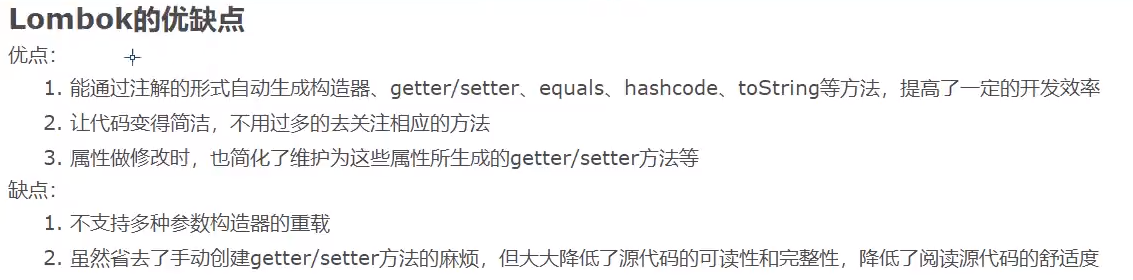 Lombok的优缺点
优点：
1. 能通过注解的形式自动生成构造器、getter/setter、equals、hashcode、toString等方法，提高了一定的开发效率
2. 让代码变得简洁，不用过多的去关注相应的方法
3. 属性做修改时，也简化了维护为这些属性所生成的getter/setter方法等
缺点：
1. 不支持多种参数构造器的重载
2. 虽然省去了手动创建getter/setter方法的麻烦，但大大降低了源代码的可读性和完整性，降低了阅读源代码的舒适度